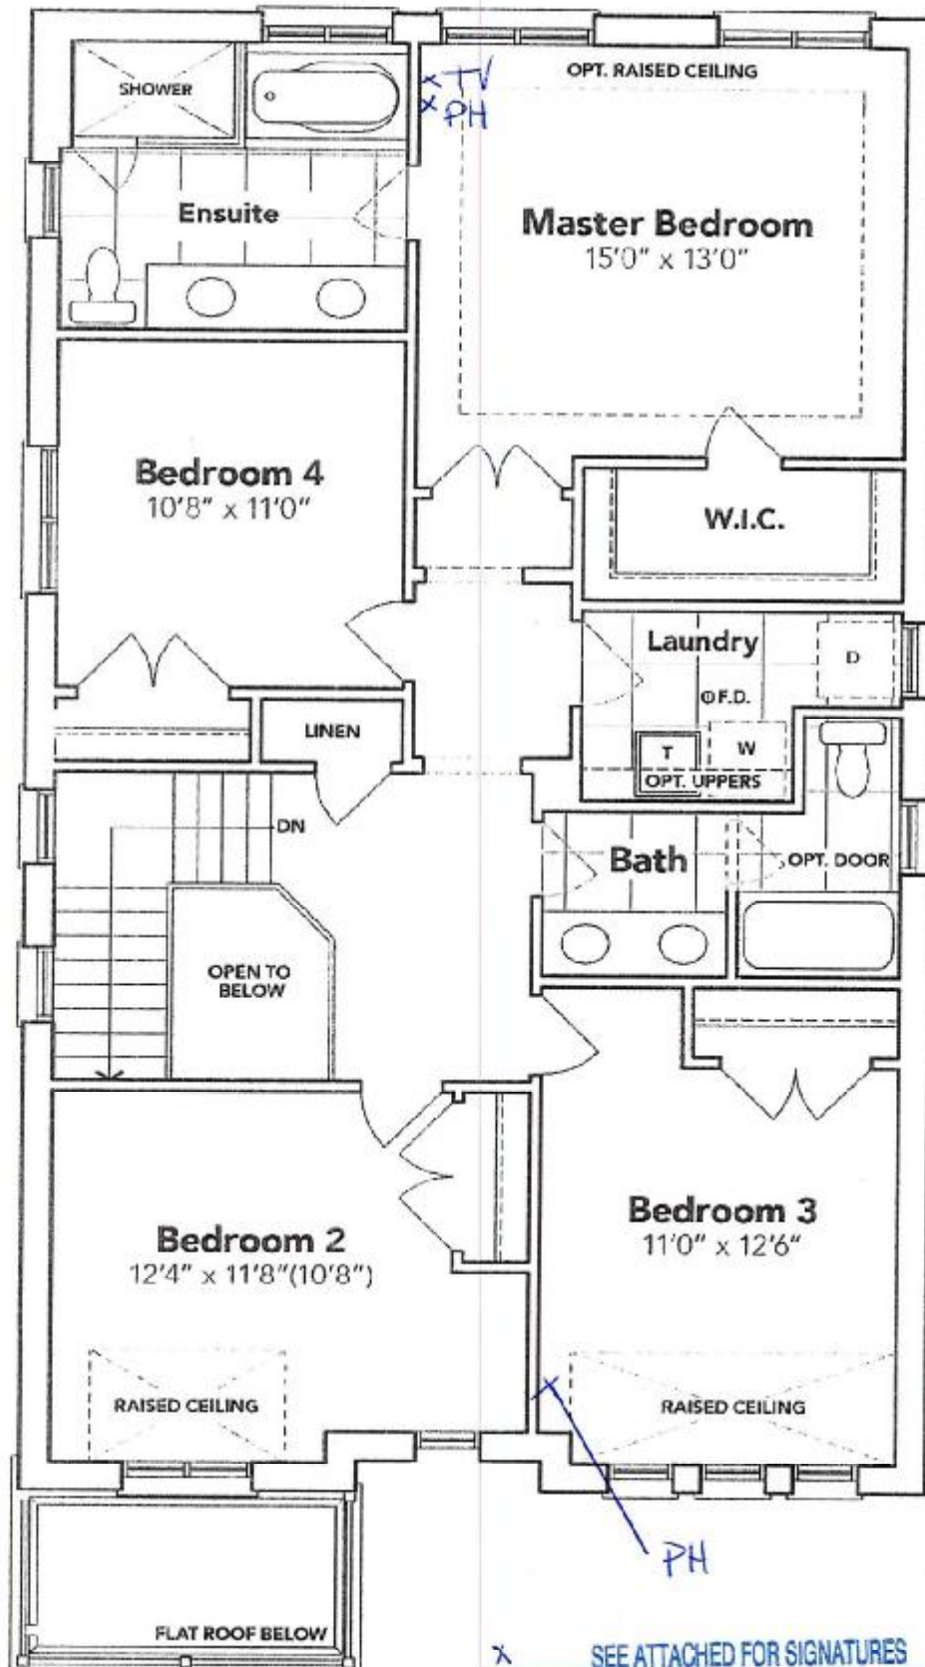 OPT. RAISED CEILING
SHOWER
x TV
x PH
Ensuite
Master Bedroom
15'0" x 13'0"
Bedroom 4
10'8" x 11'0"
W.I.C.
Laundry
D
F.D.
LINEN
T
W
OPT. UPPERS
DN
Bath
OPT. DOOR
OPEN TO
BELOW
Bedroom 3
11'0" x 12'6"
Bedroom 2
12'4" x 11'8"(10'8")
RAISED CEILING
RAISED CEILING
x
PH
FLAT ROOF BELOW
x
SEE ATTACHED FOR SIGNATURES